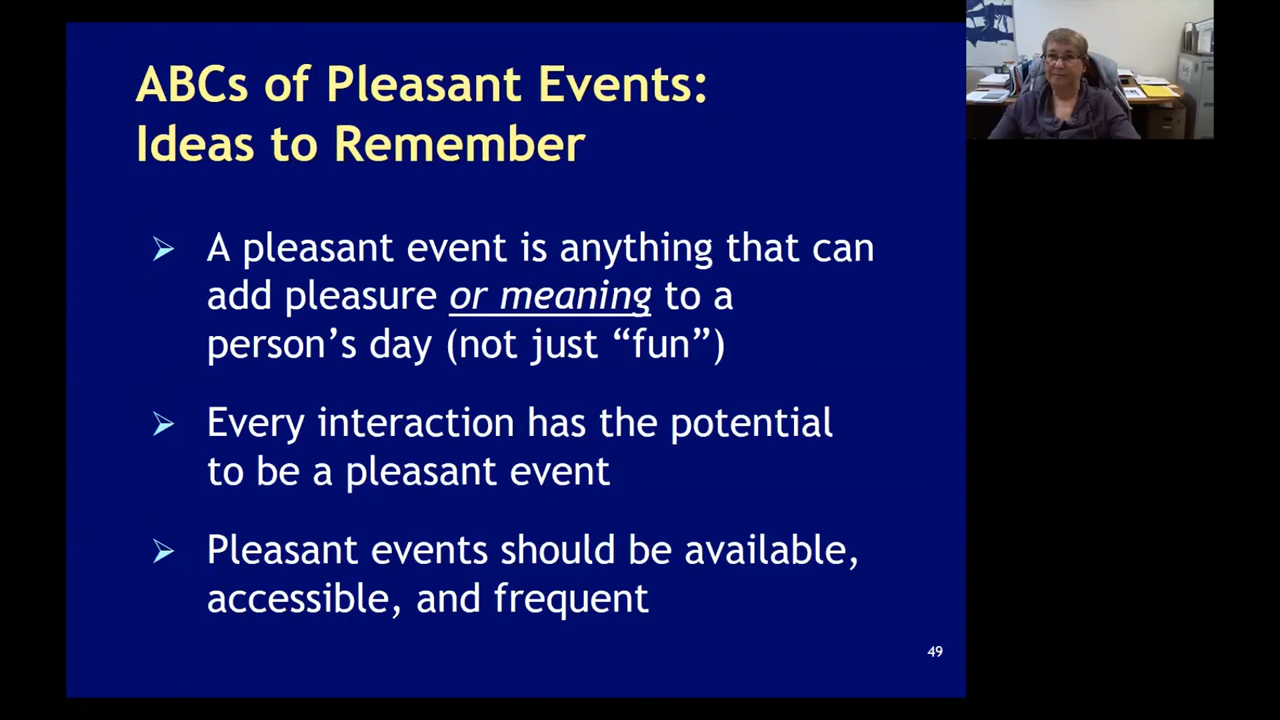 ABCs of Pleasant Events:
Ideas to Remember
A pleasant event is anything that can
add pleasure or meaning to a
person’s day (not just “fun”)
Every interaction has the potential
to be a pleasant event
Pleasant events should be available,
accessible, and frequent
49